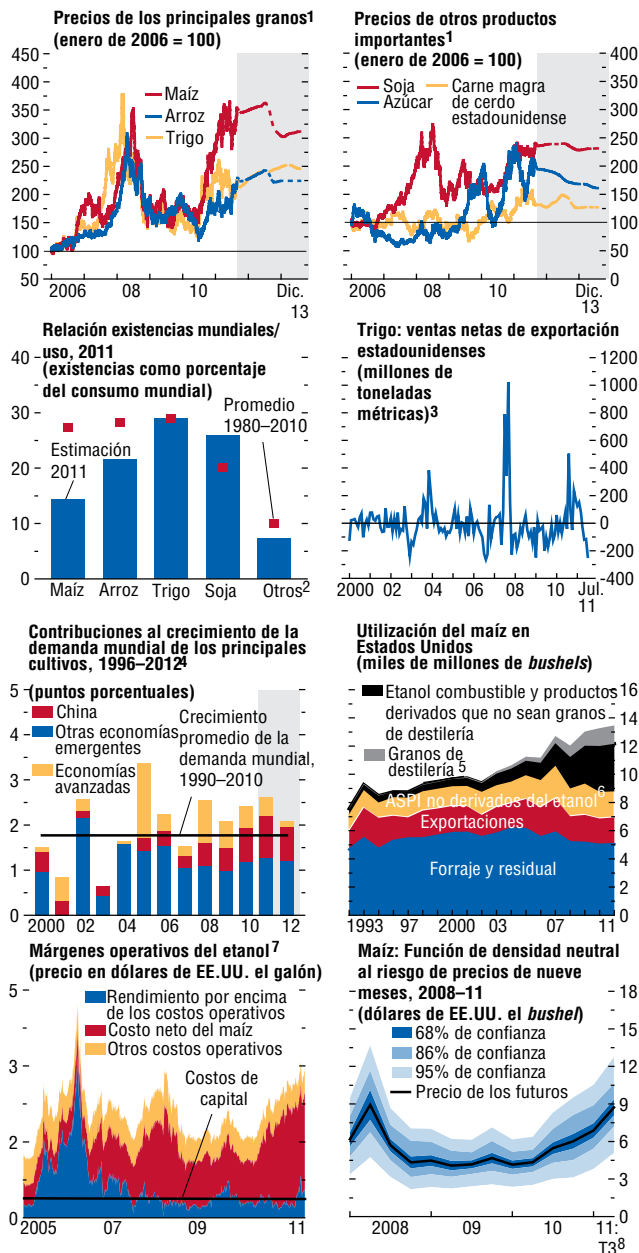 Precios de los principales granos1
(enero de 2006 = 100)
Maíz
Arroz
Trigo
450
400
350
300
250
200
150
100
50
2006
08
10
Dic.
13
Precios de otros productos
importantes1
(enero de 2006 = 100)
Soja
Azúcar
Carne magra
de cerdo
estadounidense
400
350
300
250
200
150
100
50
0
2006
08
10
Dic.
13
Relación existencias mundiales/
uso, 2011
(existencias como porcentaje
del consumo mundial)
Promedio
1980–2010
Estimación
2011
40
30
20
10
0
Maíz
Arroz
Trigo
Soja
Otros2
Trigo: ventas netas de exportación
estadounidenses
(millones de
toneladas
métricas)3
1200
1000
800
600
400
200
0
-200
-400
2000
02
04
06
08
10
Jul.
11
Contribuciones al crecimiento de la
demanda mundial de los principales
cultivos, 1996–20124
(puntos porcentuales)
China
Otras economías
emergentes
Economías
avanzadas
Crecimiento
promedio de la
demanda mundial,
1990–2010
5
4
3
2
1
0
2000
02
04
06
08
10
12
Utilización del maíz en
Estados Unidos
(miles de millones de bushels)
Etanol combustible y productos
derivados que no sean granos
de destilería
Granos de
destilería5
ASPI no derivados del etanol6
Exportaciones
Forraje y residual
16
14
12
10
8
6
4
2
0
1993
97
2000
03
07
11
Márgenes operativos del etanol7
(precio en dólares de EE.UU. el galón)
Rendimiento por encima
de los costos operativos
Costo neto del maíz
Otros costos operativos
Costos de
capital
5
3
2
0
2005
07
09
11
Maíz: Función de densidad neutral
al riesgo de precios de nueve
meses, 2008–11
(dólares de EE.UU. el bushel)
68% de confianza
86% de confianza
95% de confianza
Precio de los futuros
18
15
12
9
6
3
0
2008
09
10
11:
T38